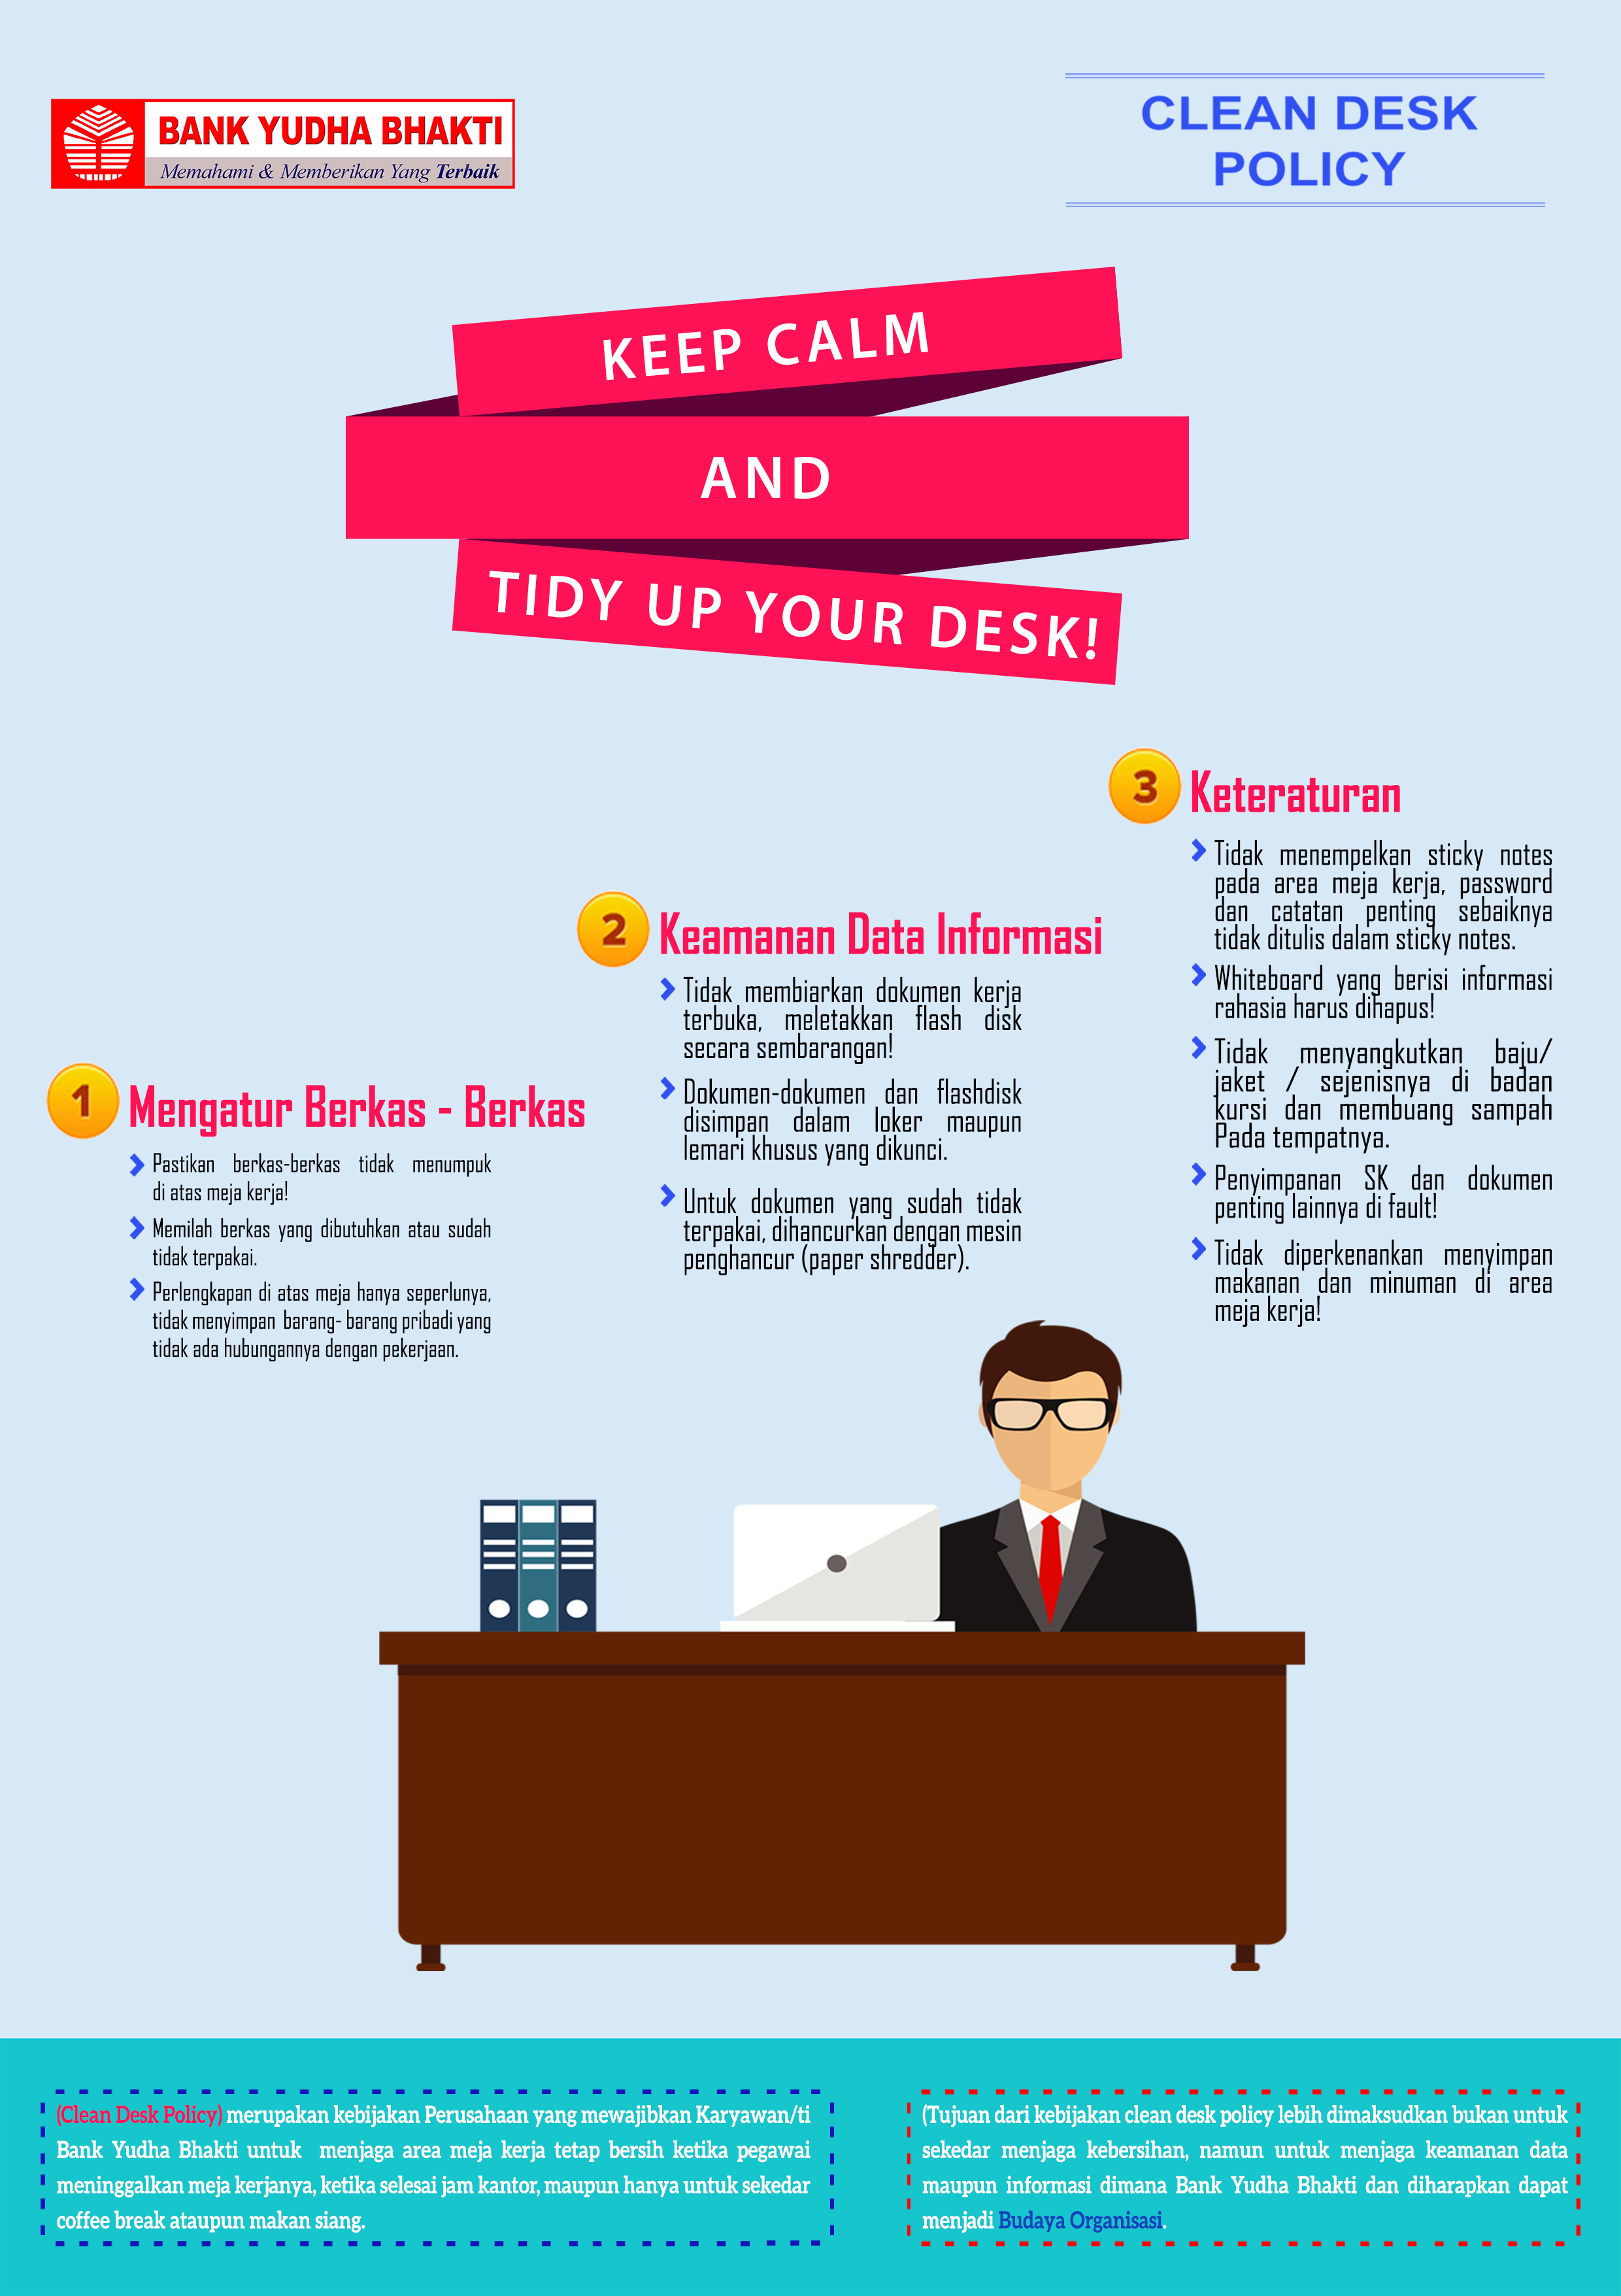 BANK YUDHA BHAKTI
Memahami & Memberikan Yang Terbaik
CLEAN DESK
POLICY
KEEP CALM
AND
TIDY UP YOUR DESK!
1 Mengatur Berkas - Berkas
Pastikan berkas-berkas tidak menumpuk
di atas meja kerja!
Memilah berkas yang dibutuhkan atau sudah
tidak terpakai.
Perlengkapan di atas meja hanya seperlunya,
tidak menyimpan barang- barang pribadi yang
tidak ada hubungannya dengan pekerjaan.
2 Keamanan Data Informasi
Tidak membiarkan dokumen kerja
terbuka, meletakkan flash disk
secara sembarangan!
Dokumen-dokumen dan flashdisk
disimpan dalam loker maupun
lemari khusus yang dikunci.
Untuk dokumen yang sudah tidak
terpakai, dihancurkan dengan mesin
penghancur (paper shredder).
3 Keteraturan
Tidak menempelkan sticky notes
pada area meja kerja, password
dan catatan penting sebaiknya
tidak ditulis dalam sticky notes.
Whiteboard yang berisi informasi
rahasia harus dihapus!
Tidak menyangkutkan baju/
jaket / sejenisnya di badan
kursi dan membuang sampah
Pada tempatnya.
Penyimpanan SK dan dokumen
penting lainnya di fault!
Tidak diperkenankan menyimpan
makanan dan minuman di area
meja kerja!
(Clean Desk Policy) merupakan kebijakan Perusahaan yang mewajibkan Karyawan/ti
Bank Yudha Bhakti untuk menjaga area meja kerja tetap bersih ketika pegawai
meninggalkan meja kerjanya, ketika selesai jam kantor, maupun hanya untuk sekedar
coffee break ataupun makan siang.
(Tujuan dari kebijakan clean desk policy lebih dimaksudkan bukan untuk
sekedar menjaga kebersihan, namun untuk menjaga keamanan data
maupun informasi dimana Bank Yudha Bhakti dan diharapkan dapat
menjadi Budaya Organisasi.